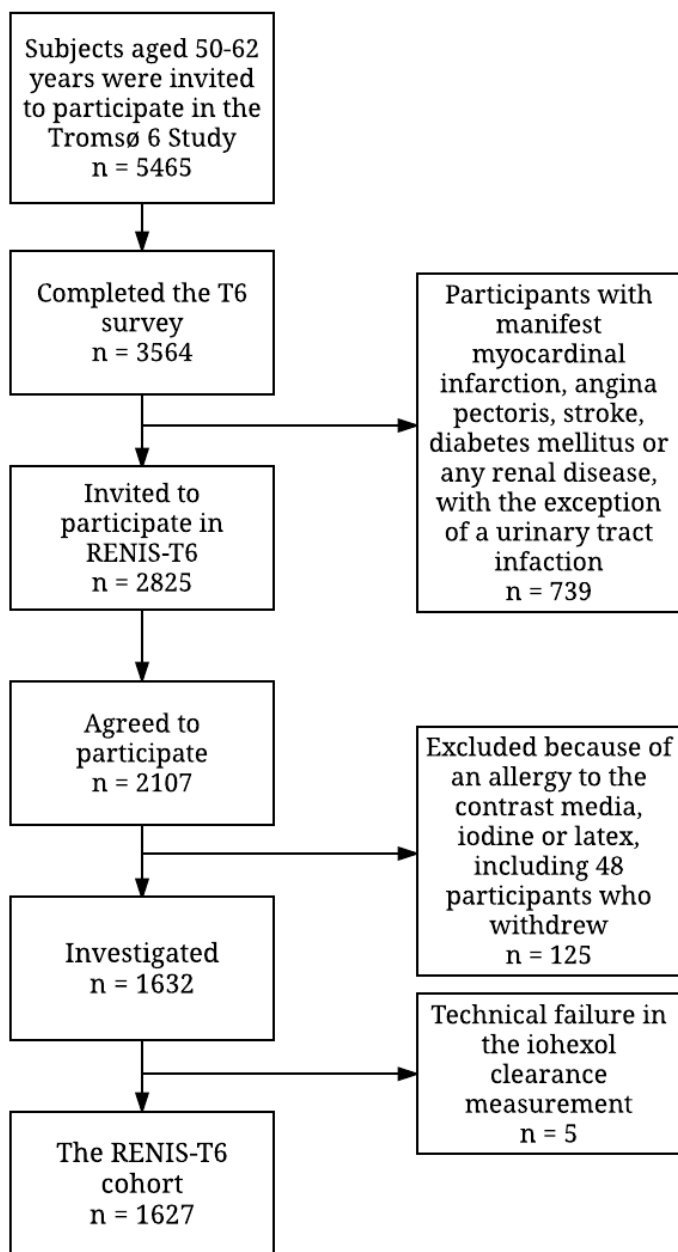 Subjects aged 50-62
years were invited
to participate in the
Tromsø 6 Study
n = 5465
Completed the T6
survey
n = 3564
Participants with
manifest
myocardinal
infarction, angina
pectoris, stroke,
diabetes mellitus or
any renal disease,
with the exception
of a urinary tract
infaction
n = 739
Invited to
participate in
RENIS-T6
n = 2825
Agreed to
participate
n = 2107
Excluded because of
an allergy to the
contrast media,
iodine or latex,
including 48
participants who
withdrew
n = 125
Investigated
n = 1632
Technical failure in
the iohexol
clearance
measurement
n = 5
The RENIS-T6
cohort
n = 1627